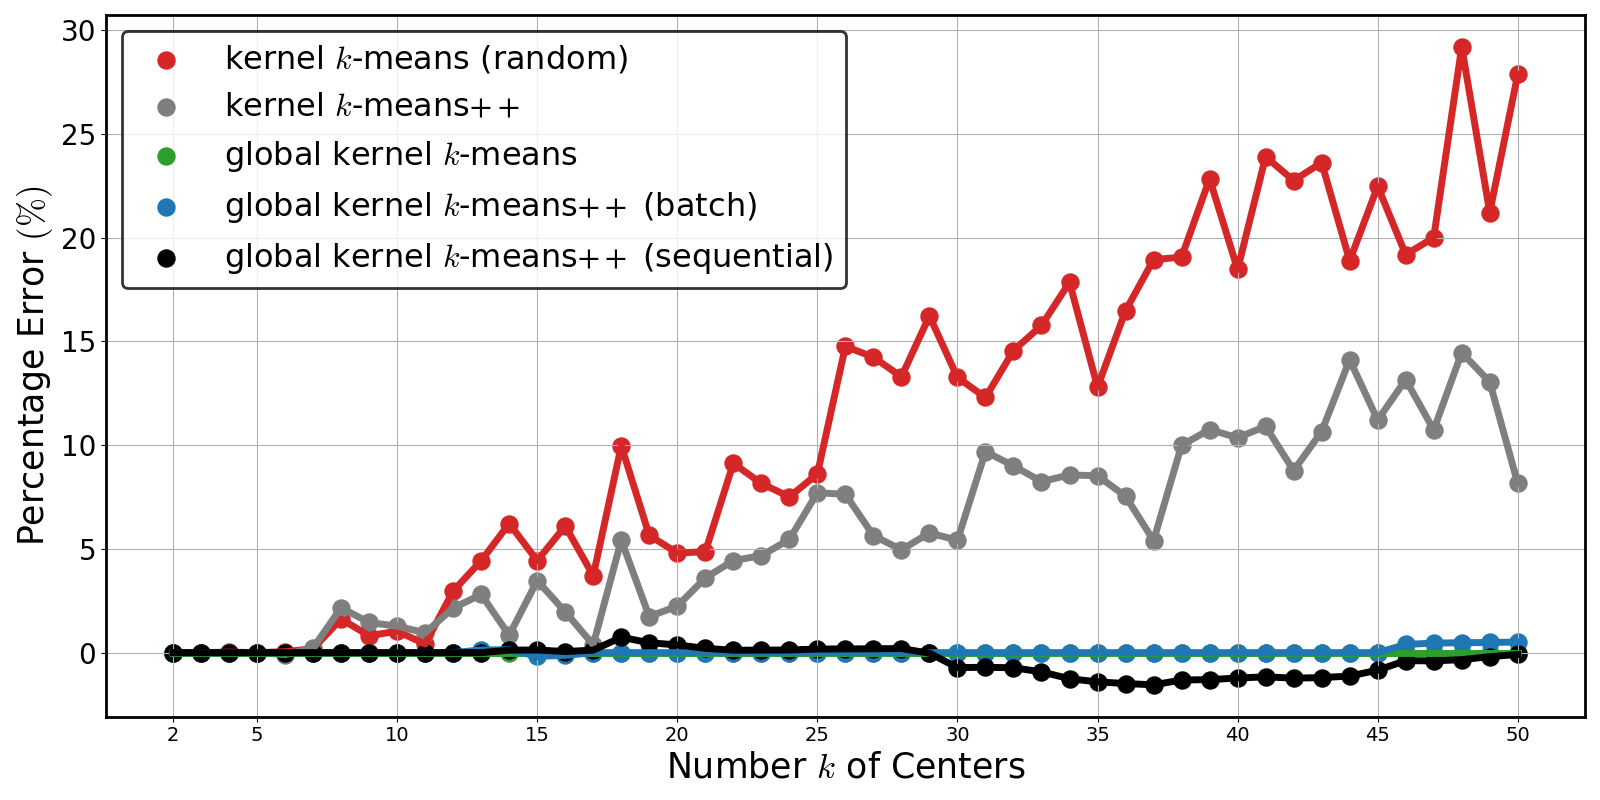 30
25
20
15
10
5
0
Percentage Error (%)
kernel k-means (random)
kernel k-means++
global kernel k-means
global kernel k-means++ (batch)
global kernel k-means++ (sequential)
2 5 10 15 20 25 30 35 40 45 50
Number k of Centers